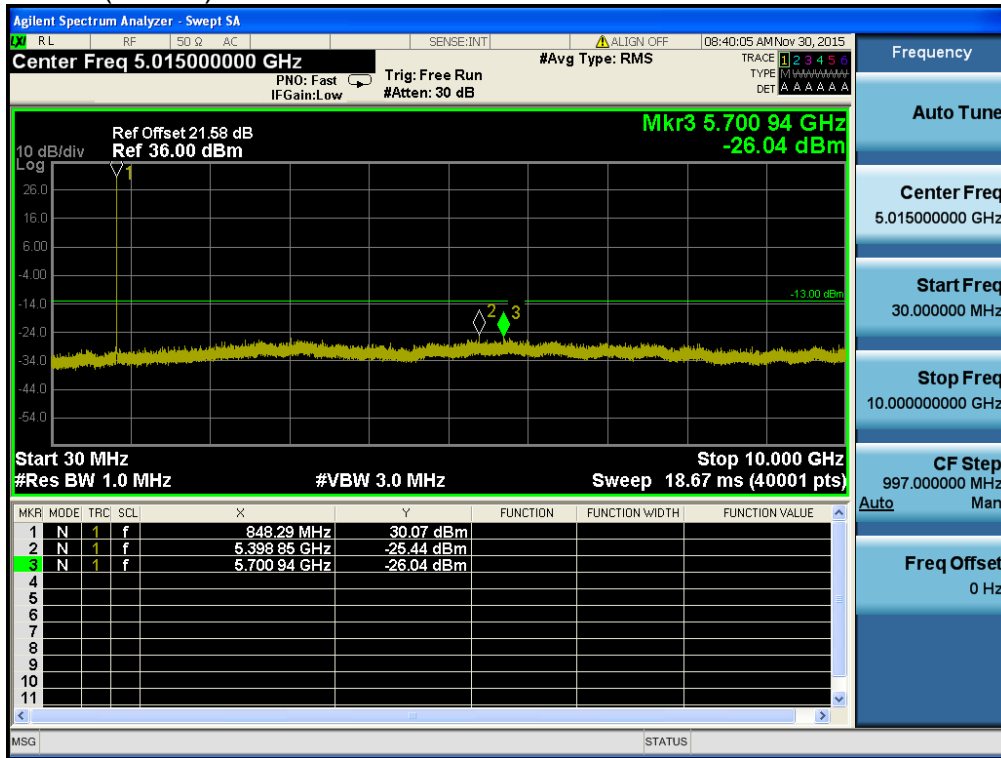 Agilent Spectrum Analyzer - Swept SA
LXI RL RF 50 Ω AC SENSE:INT ALIGN OFF 08:40:05 AM Nov 30, 2015
Center Freq 5.015000000 GHz
PNO: Fast
IFGain:Low
Trig: Free Run
#Atten: 30 dB
#Avg Type: RMS
TRACE 1 2 3 4 5 6
TYPE M W W W W W
DET A A A A A A
Mkr3 5.700 94 GHz
-26.04 dBm
Ref Offset 21.58 dB
10 dB/div Ref 36.00 dBm
Log
1
26.0
16.0
6.00
-4.00
-13.00 dBm
-14.0
2 3
-24.0
-34.0
-44.0
-54.0
Start 30 MHz Stop 10.000 GHz
#Res BW 1.0 MHz #VBW 3.0 MHz Sweep 18.67 ms (40001 pts)
MKR MODE TRC SCL X Y FUNCTION FUNCTION WIDTH FUNCTION VALUE
1 N 1 f 848.29 MHz 30.07 dBm
2 N 1 f 5.398 85 GHz -25.44 dBm
3 N 1 f 5.700 94 GHz -26.04 dBm
4
5
6
7
8
9
10
11
MSG STATUS
Frequency
Auto Tune
Center Freq
5.015000000 GHz
Start Freq
30.000000 MHz
Stop Freq
10.000000000 GHz
CF Step
997.000000 MHz
Auto Man
Freq Offset
0 Hz